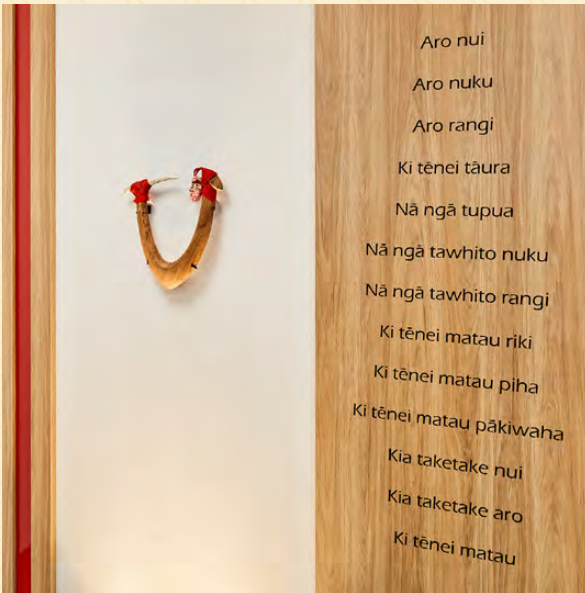 Aro nui
Aro nuku
Aro rangi
Ki tēnei tāura
Nā ngā tupua
Nā ngā tawhito nuku
Nā ngā tawhito rangi
Ki tēnei matau riki
Ki tēnei matau piha
Ki tēnei matau pākiwaha
Kia taketake nui
Kia taketake aro
Ki tēnei matau